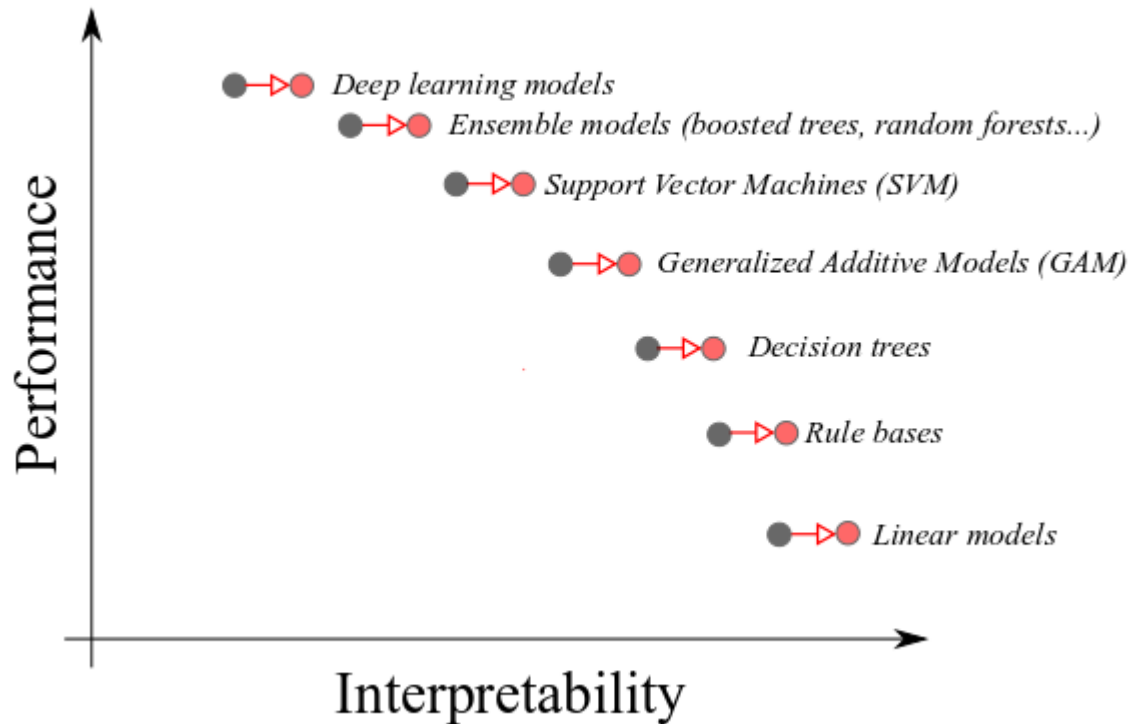 Deep learning models
Ensemble models (boosted trees, random forests...)
Support Vector Machines (SVM)
Generalized Additive Models (GAM)
Decision trees
Rule bases
Linear models
Performance
Interpretability